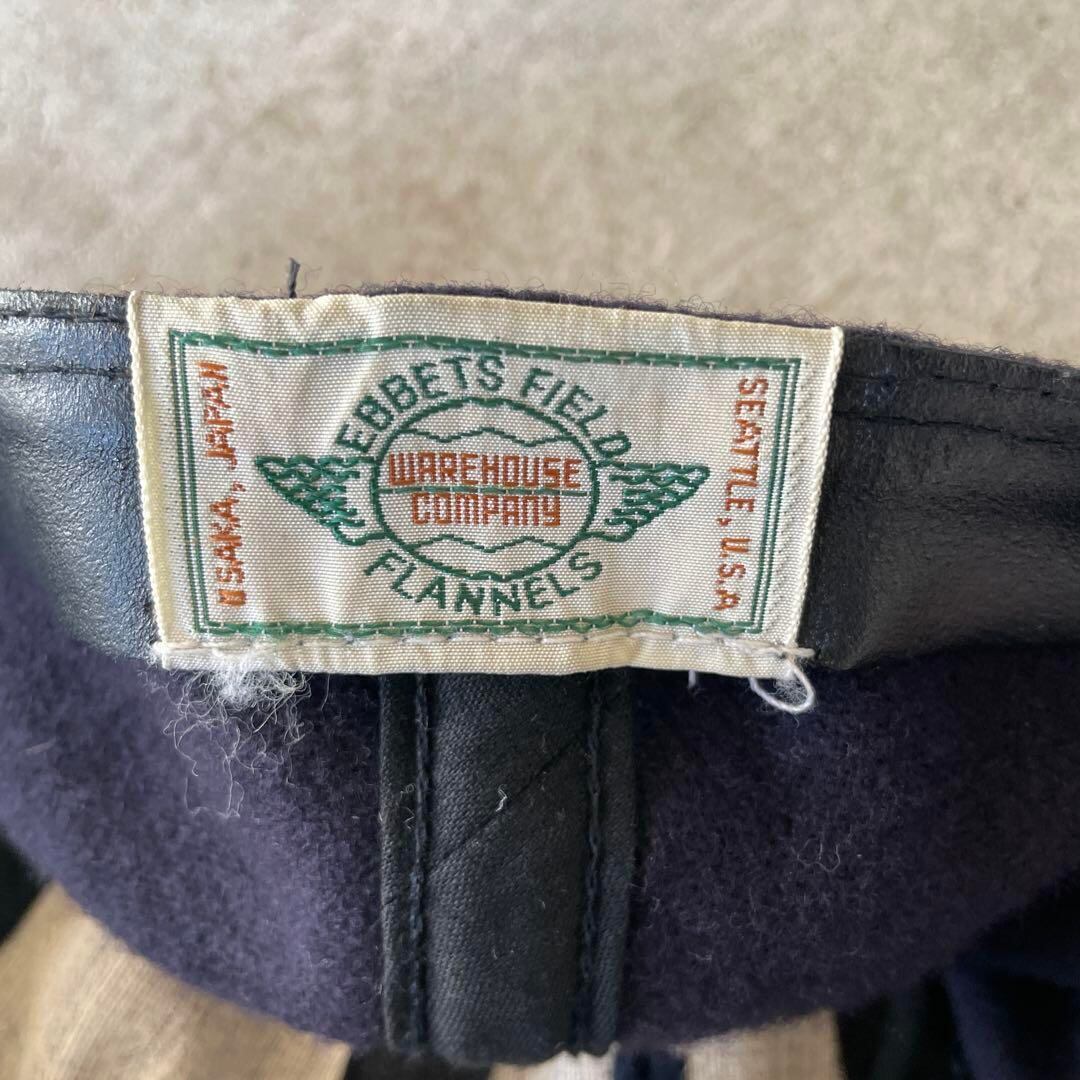 EBBETS FIELD
WAREHOUSE
COMPANY
FLANNELS
OSAKA, JAPAN
SEATTLE, U.S.A